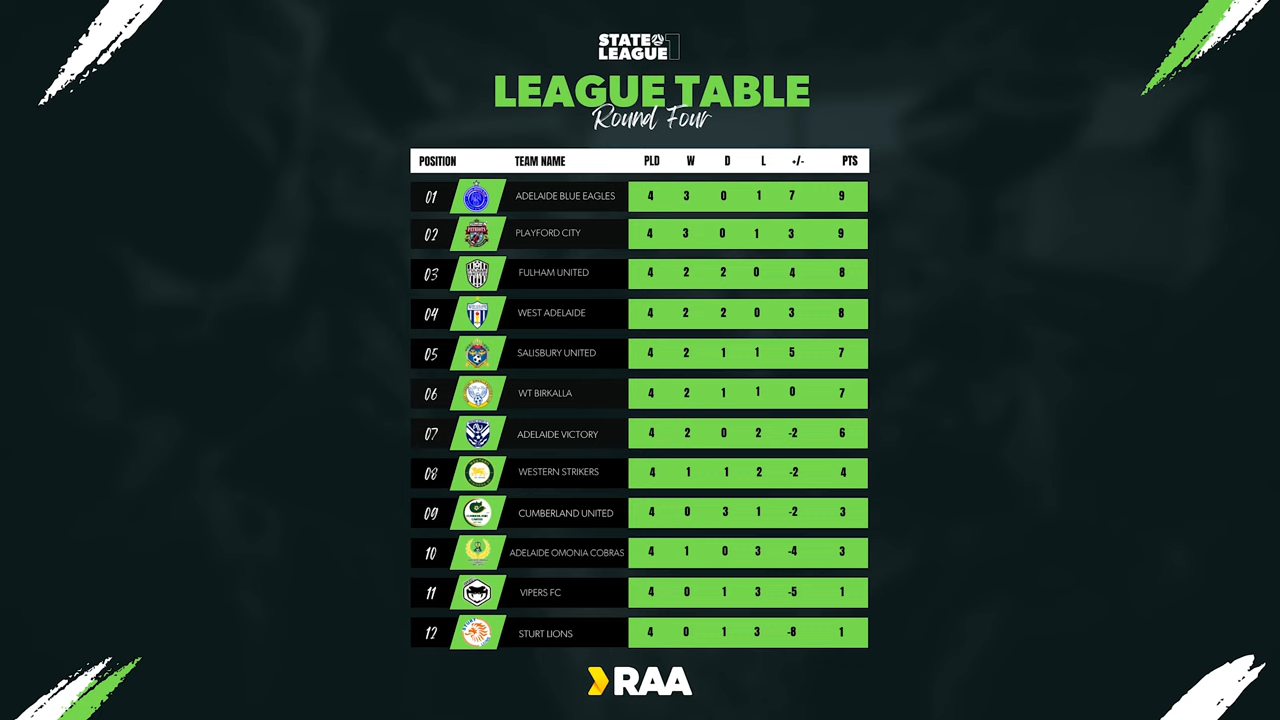 STATE
LEAGUE 1
LEAGUE TABLE
Round Four
POSITION TEAM NAME PLD W D L +/- PTS
01 ADELAIDE BLUE EAGLES 4 3 0 1 7 9
02 PLAYFORD CITY 4 3 0 1 3 9
03 FULHAM UNITED 4 2 2 0 4 8
04 WEST ADELAIDE 4 2 2 0 3 8
05 SALISBURY UNITED 4 2 1 1 5 7
06 WT BIRKALLA 4 2 1 1 0 7
07 ADELAIDE VICTORY 4 2 0 2 -2 6
08 WESTERN STRIKERS 4 1 1 2 -2 4
09 CUMBERLAND UNITED 4 0 3 1 -2 3
10 ADELAIDE OMONIA COBRAS 4 1 0 3 -4 3
11 VIPERS FC 4 0 1 3 -5 1
12 STURT LIONS 4 0 1 3 -8 1
RAA